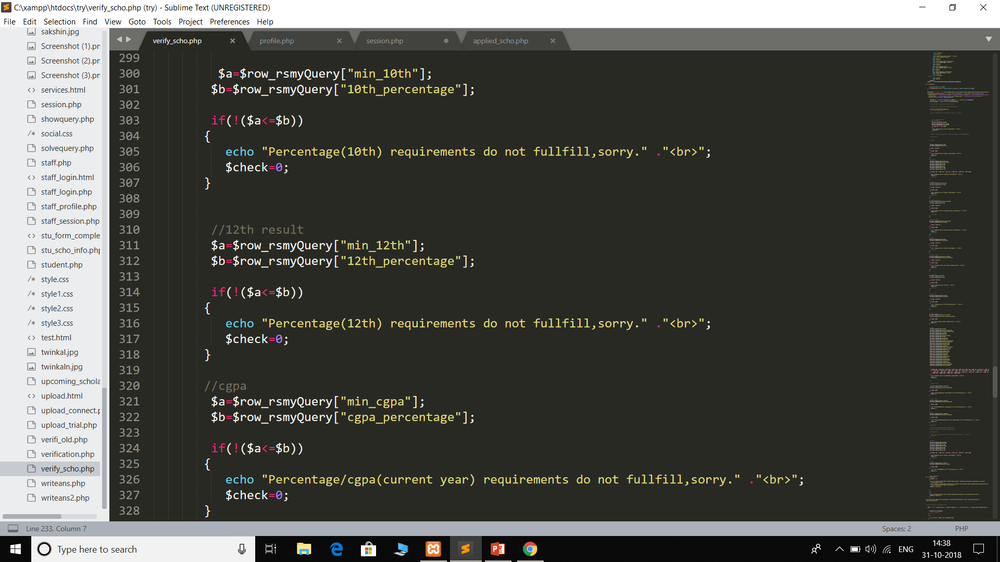 C:\xampp\htdocs\try\verify_scho.php (try) - Sublime Text (UNREGISTERED)
File Edit Selection Find View Goto Tools Project Preferences Help
sakshin.jpg
Screenshot (1).pn
Screenshot (2).pn
Screenshot (3).pn
services.html
session.php
showquery.php
social.css
solvequery.php
staff.php
staff_login.html
staff_login.php
staff_profile.php
staff_session.php
stu_form_comple
stu_scho_info.php
student.php
style.css
style1.css
style2.css
style3.css
test.html
twinkal.jpg
twinkaln.jpg
upcoming_schola
upload.html
upload_connect.p
upload_trial.php
verifi_old.php
verification.php
verify_scho.php
writeans.php
writeans2.php
verify_scho.php profile.php session.php applied_scho.php
299
300 $a=$row_rsmyQuery["min_10th"];
301 $b=$row_rsmyQuery["10th_percentage"];
302
303 if(!($a<=$b))
304 {
305 echo "Percentage(10th) requirements do not fullfill,sorry." ."<br>";
306 $check=0;
307 }
308
309
310 //12th result
311 $a=$row_rsmyQuery["min_12th"];
312 $b=$row_rsmyQuery["12th_percentage"];
313
314 if(!($a<=$b))
315 {
316 echo "Percentage(12th) requirements do not fullfill,sorry." ."<br>";
317 $check=0;
318 }
319
320 //cgpa
321 $a=$row_rsmyQuery["min_cgpa"];
322 $b=$row_rsmyQuery["cgpa_percentage"];
323
324 if(!($a<=$b))
325 {
326 echo "Percentage/cgpa(current year) requirements do not fullfill,sorry." ."<br>";
327 $check=0;
328 }
Line 233, Column 7
Spaces: 2 PHP
Type here to search
ENG
14:38
31-10-2018